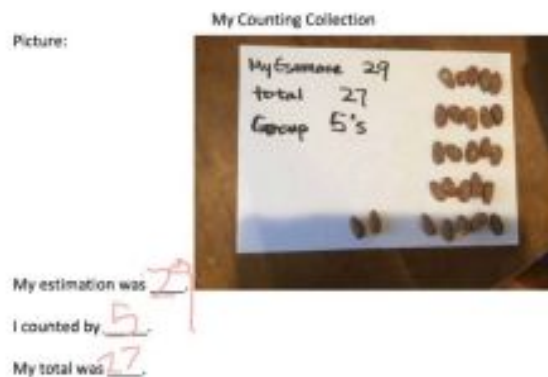 My Counting Collection
Picture:
My Esamane 29
total 27
Group 5's
My estimation was 29.
I counted by 5.
My total was 27.